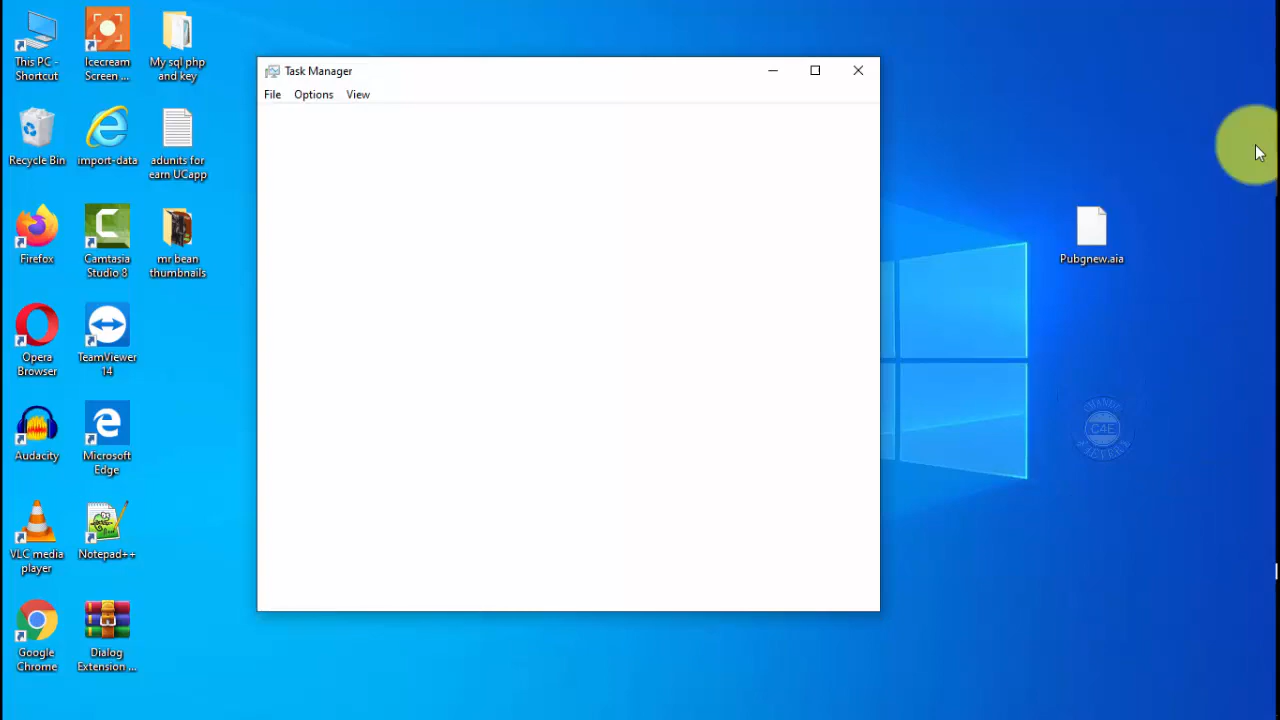 This PC -
Shortcut
Icecream
Screen ...
My sql php
and key
Recycle Bin
import-data
adunits for
earn UCapp
Firefox
Camtasia
Studio 8
mr bean
thumbnails
Opera
Browser
TeamViewer
14
Audacity
Microsoft
Edge
VLC media
player
Notepad++
Google
Chrome
Dialog
Extension ...
Task Manager
File Options View
Pubgnew.aia
C4E